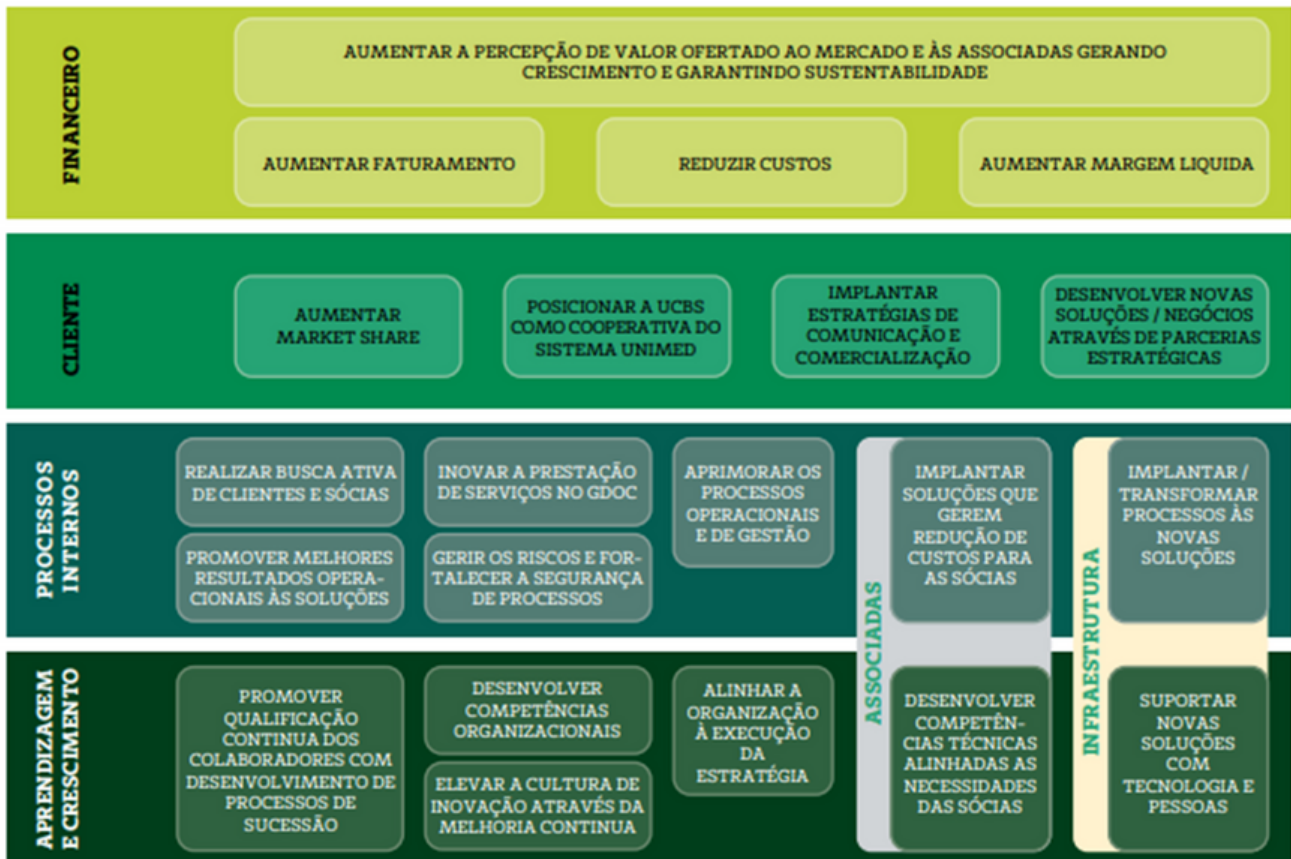 FINANCEIRO
AUMENTAR A PERCEPÇÃO DE VALOR OFERTADO AO MERCADO E ÀS ASSOCIADAS GERANDO
CRESCIMENTO E GARANTINDO SUSTENTABILIDADE
AUMENTAR FATURAMENTO
REDUZIR CUSTOS
AUMENTAR MARGEM LIQUIDA
CLIENTE
AUMENTAR
MARKET SHARE
POSICIONAR A UCBS
COMO COOPERATIVA DO
SISTEMA UNIMED
IMPLANTAR
ESTRATÉGIAS DE
COMUNICAÇÃO E
COMERCIALIZAÇÃO
DESENVOLVER NOVAS
SOLUÇÕES / NEGÓCIOS
ATRAVÉS DE PARCERIAS
ESTRATÉGICAS
PROCESSOS
INTERNOS
REALIZAR BUSCA ATIVA
DE CLIENTES E SÓCIAS
PROMOVER MELHORES
RESULTADOS OPERA-
CIONAIS ÀS SOLUÇÕES
INOVAR A PRESTAÇÃO
DE SERVIÇOS NO GDOC
GERIR OS RISCOS E FOR-
TALECER A SEGURANÇA
DE PROCESSOS
APRIMORAR OS
PROCESSOS
OPERACIONAIS
E DE GESTÃO
ASSOCIADAS
IMPLANTAR
SOLUÇÕES QUE
GEREM
REDUÇÃO DE
CUSTOS PARA
AS SÓCIAS
INFRAESTRUTURA
IMPLANTAR /
TRANSFORMAR
PROCESSOS ÀS
NOVAS
SOLUÇÕES
APRENDIZAGEM
E CRESCIMENTO
PROMOVER
QUALIFICAÇÃO
CONTINUA DOS
COLABORADORES COM
DESENVOLVIMENTO DE
PROCESSOS DE
SUCESSÃO
DESENVOLVER
COMPETÊNCIAS
ORGANIZACIONAIS
ELEVAR A CULTURA DE
INOVAÇÃO ATRAVÉS DA
MELHORIA CONTINUA
ALINHAR A
ORGANIZAÇÃO
À EXECUÇÃO
DA
ESTRATÉGIA
DESENVOLVER
COMPETÊN-
CIAS TÉCNICAS
ALINHADAS AS
NECESSIDADES
DAS SÓCIAS
SUPORTAR
NOVAS
SOLUÇÕES
COM
TECNOLOGIA E
PESSOAS